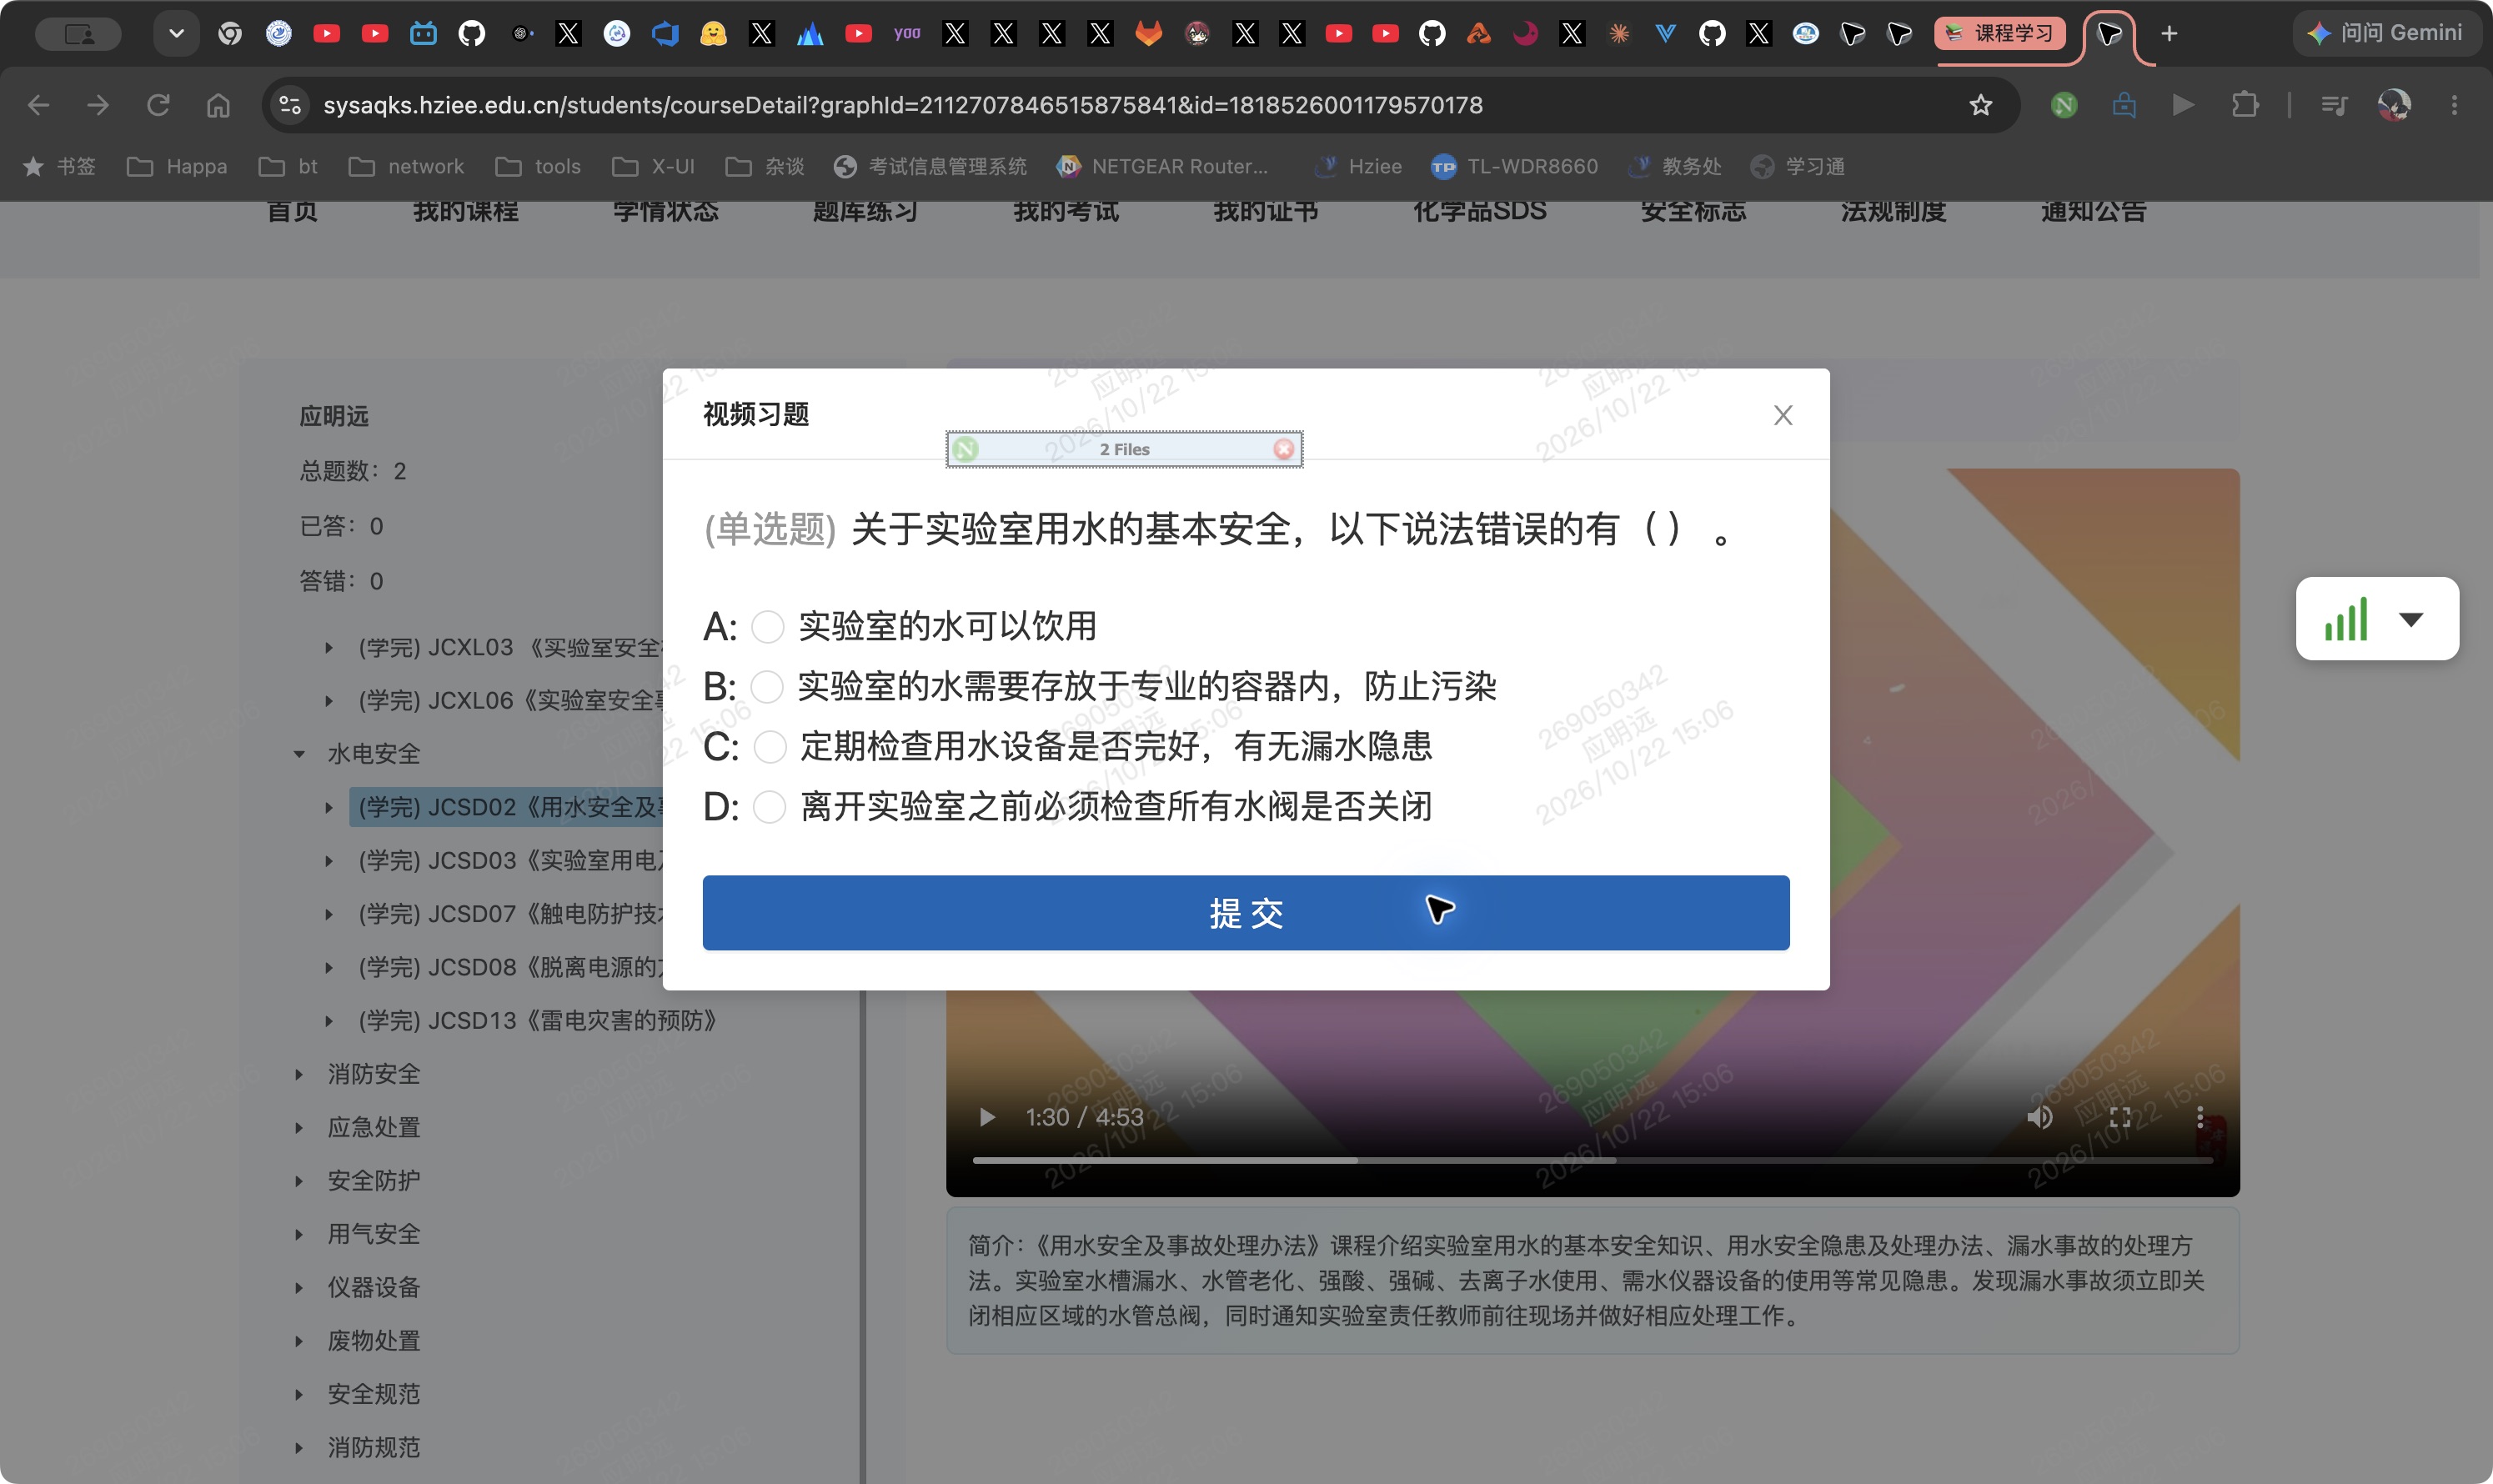 yoo
课程学习
问问 Gemini
sysaqks.hziee.edu.cn/students/courseDetail?graphId=2112707846515875841&id=1818526001179570178
书签
Happa
bt
network
tools
X-UI
杂谈
考试信息管理系统
NETGEAR Router...
Hziee
TL-WDR8660
教务处
学习通
首页
我的课程
学情状态
题库练习
我的考试
我的证书
化学品SDS
安全标志
法规制度
通知公告
应明远
总题数：2
已答：0
答错：0
(学完) JCXL03 《实验室安全
(学完) JCXL06《实验室安全
水电安全
(学完) JCSD02《用水安全及
(学完) JCSD03《实验室用电
(学完) JCSD07《触电防护技
(学完) JCSD08《脱离电源的
(学完) JCSD13《雷电灾害的预防》
消防安全
应急处置
安全防护
用气安全
仪器设备
废物处置
安全规范
消防规范
视频习题
2 Files
(单选题) 关于实验室用水的基本安全，以下说法错误的有（ ） 。
A: 实验室的水可以饮用
B: 实验室的水需要存放于专业的容器内，防止污染
C: 定期检查用水设备是否完好，有无漏水隐患
D: 离开实验室之前必须检查所有水阀是否关闭
提 交
1:30 / 4:53
简介：《用水安全及事故处理办法》课程介绍实验室用水的基本安全知识、用水安全隐患及处理办法、漏水事故的处理方
法。实验室水槽漏水、水管老化、强酸、强碱、去离子水使用、需水仪器设备的使用等常见隐患。发现漏水事故须立即关
闭相应区域的水管总阀，同时通知实验室责任教师前往现场并做好相应处理工作。
269050342
应明远
2026/10/22 15:06